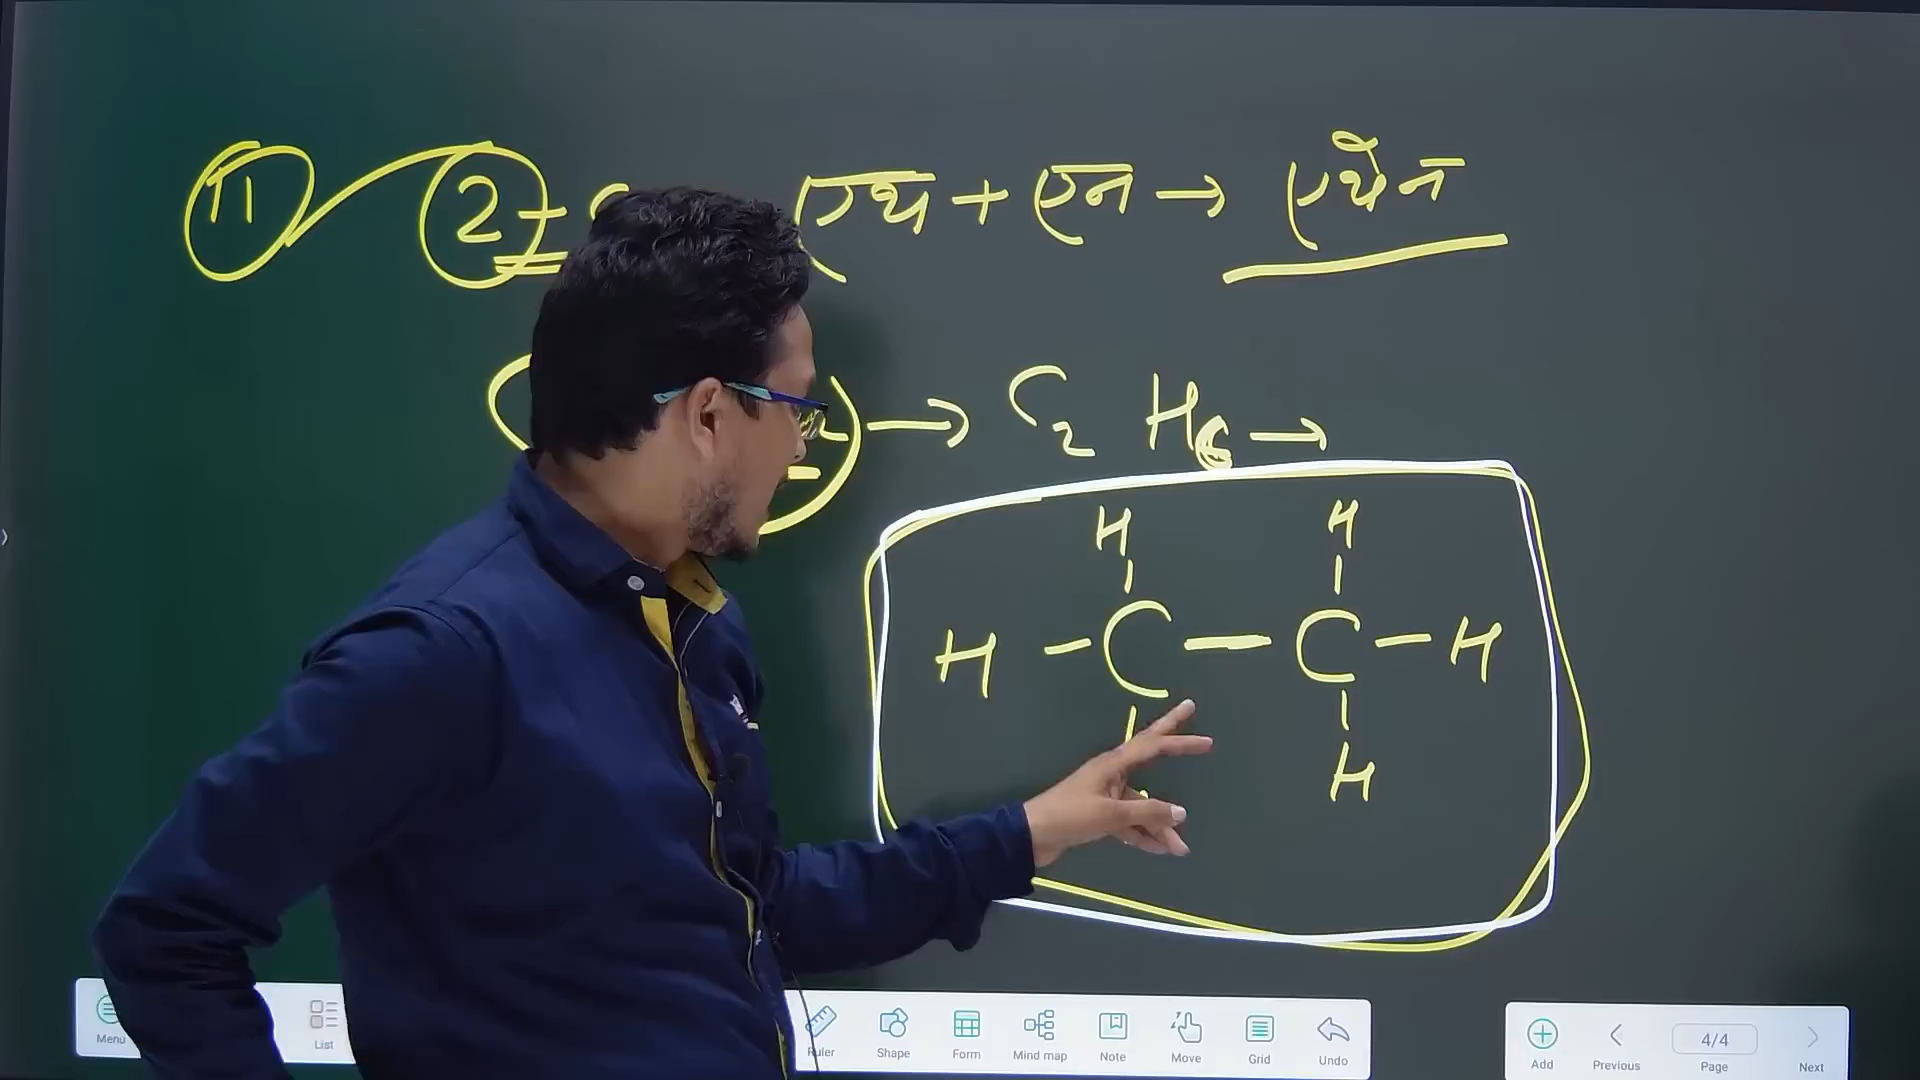 11 2 - एथ + एन → एथेन
→ C2 H6 →
H H
H - C - C - H
H
Menu List Ruler Shape Form Mind map Note Move Grid Undo Add Previous 4/4 Page Next